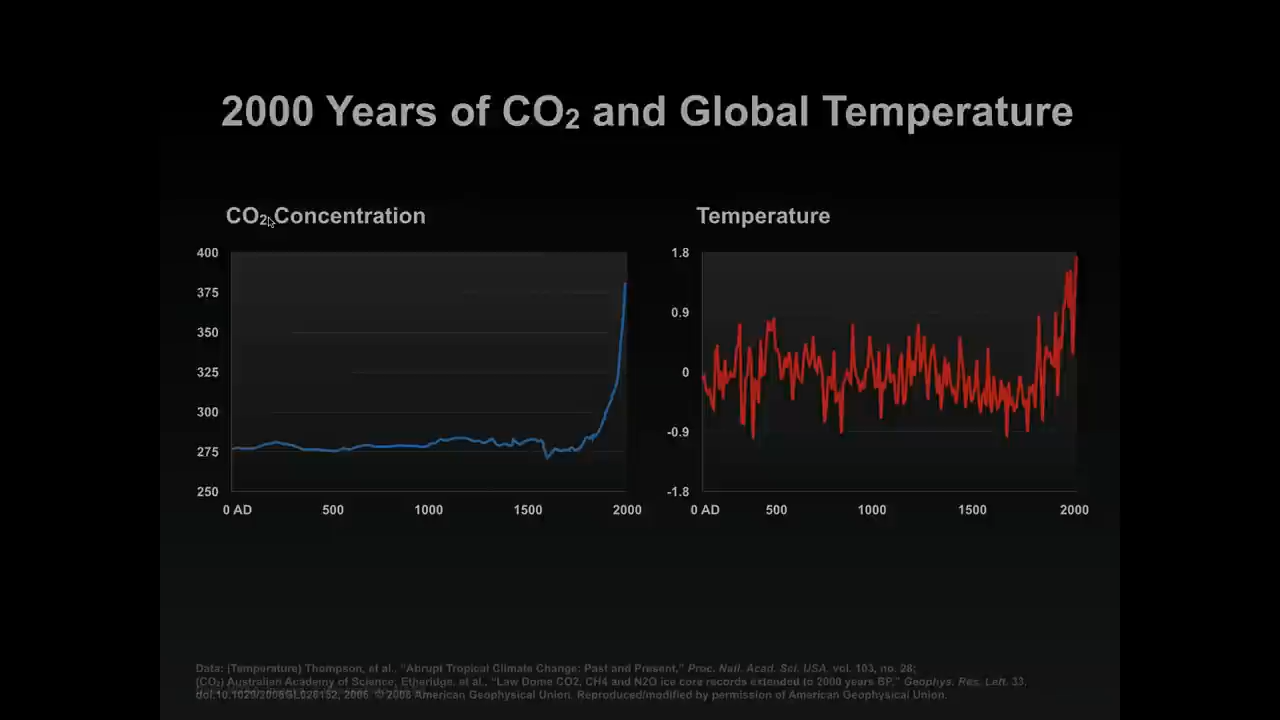 2000 Years of CO₂ and Global Temperature
CO₂ Concentration
400
375
350
325
300
275
250
0 AD 500 1000 1500 2000
Temperature
1.8
0.9
0
-0.9
-1.8
0 AD 500 1000 1500 2000
Data: (Temperature) Thompson, et al., "Abrupt Tropical Climate Change: Past and Present," Proc. Natl. Acad. Sci. USA. vol. 103, no. 28;
(CO₂) Australian Academy of Science; Etheridge, et al., "Law Dome CO2, CH4 and N2O ice core records extended to 2000 years BP," Geophys. Res. Lett. 33,
2006. © 2006 American Geophysical Union. Reproduced/modified by permission of American Geophysical Union.